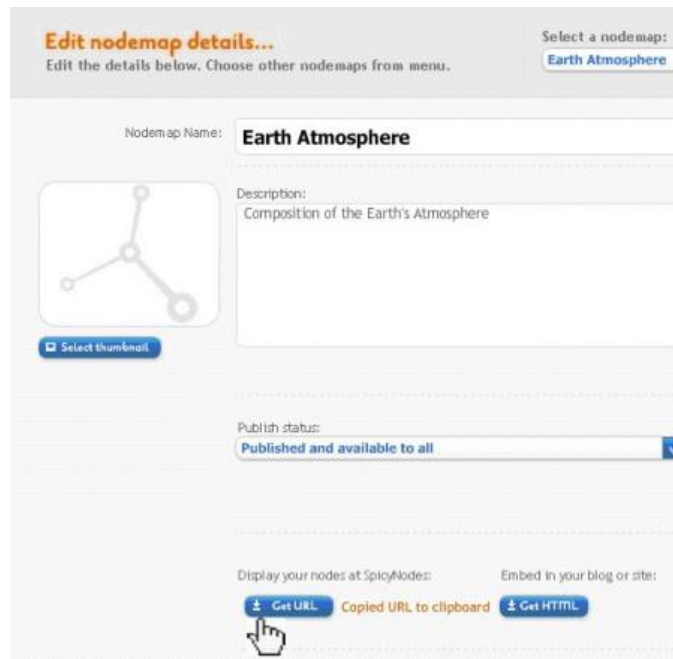 Edit nodemap details...
Select a nodemap:
Edit the details below. Choose other nodemaps from menu.
Earth Atmosphere
Nodemap Name:
Earth Atmosphere
Description:
Composition of the Earth's Atmosphere
Select thumbnail
Publish status:
Published and available to all
Display your nodes at SpicyNodes:
Embed in your blog or site:
Get URL
Copied URL to clipboard
Get HTML